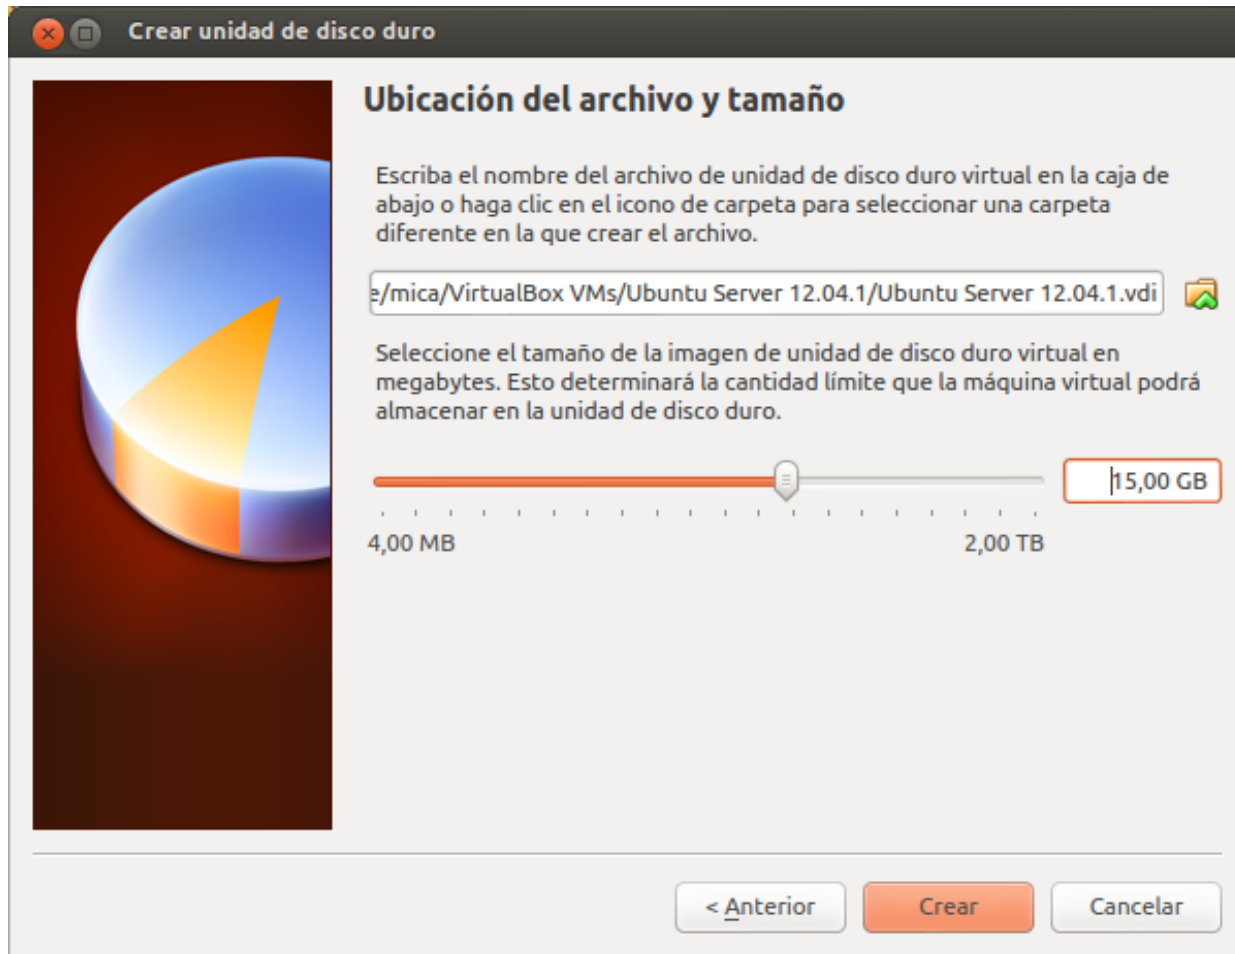 Crear unidad de disco duro
Ubicación del archivo y tamaño
Escriba el nombre del archivo de unidad de disco duro virtual en la caja de
abajo o haga clic en el icono de carpeta para seleccionar una carpeta
diferente en la que crear el archivo.
e/mica/VirtualBox VMs/Ubuntu Server 12.04.1/Ubuntu Server 12.04.1.vdi
Seleccione el tamaño de la imagen de unidad de disco duro virtual en
megabytes. Esto determinará la cantidad límite que la máquina virtual podrá
almacenar en la unidad de disco duro.
15,00 GB
4,00 MB 2,00 TB
< Anterior Crear Cancelar